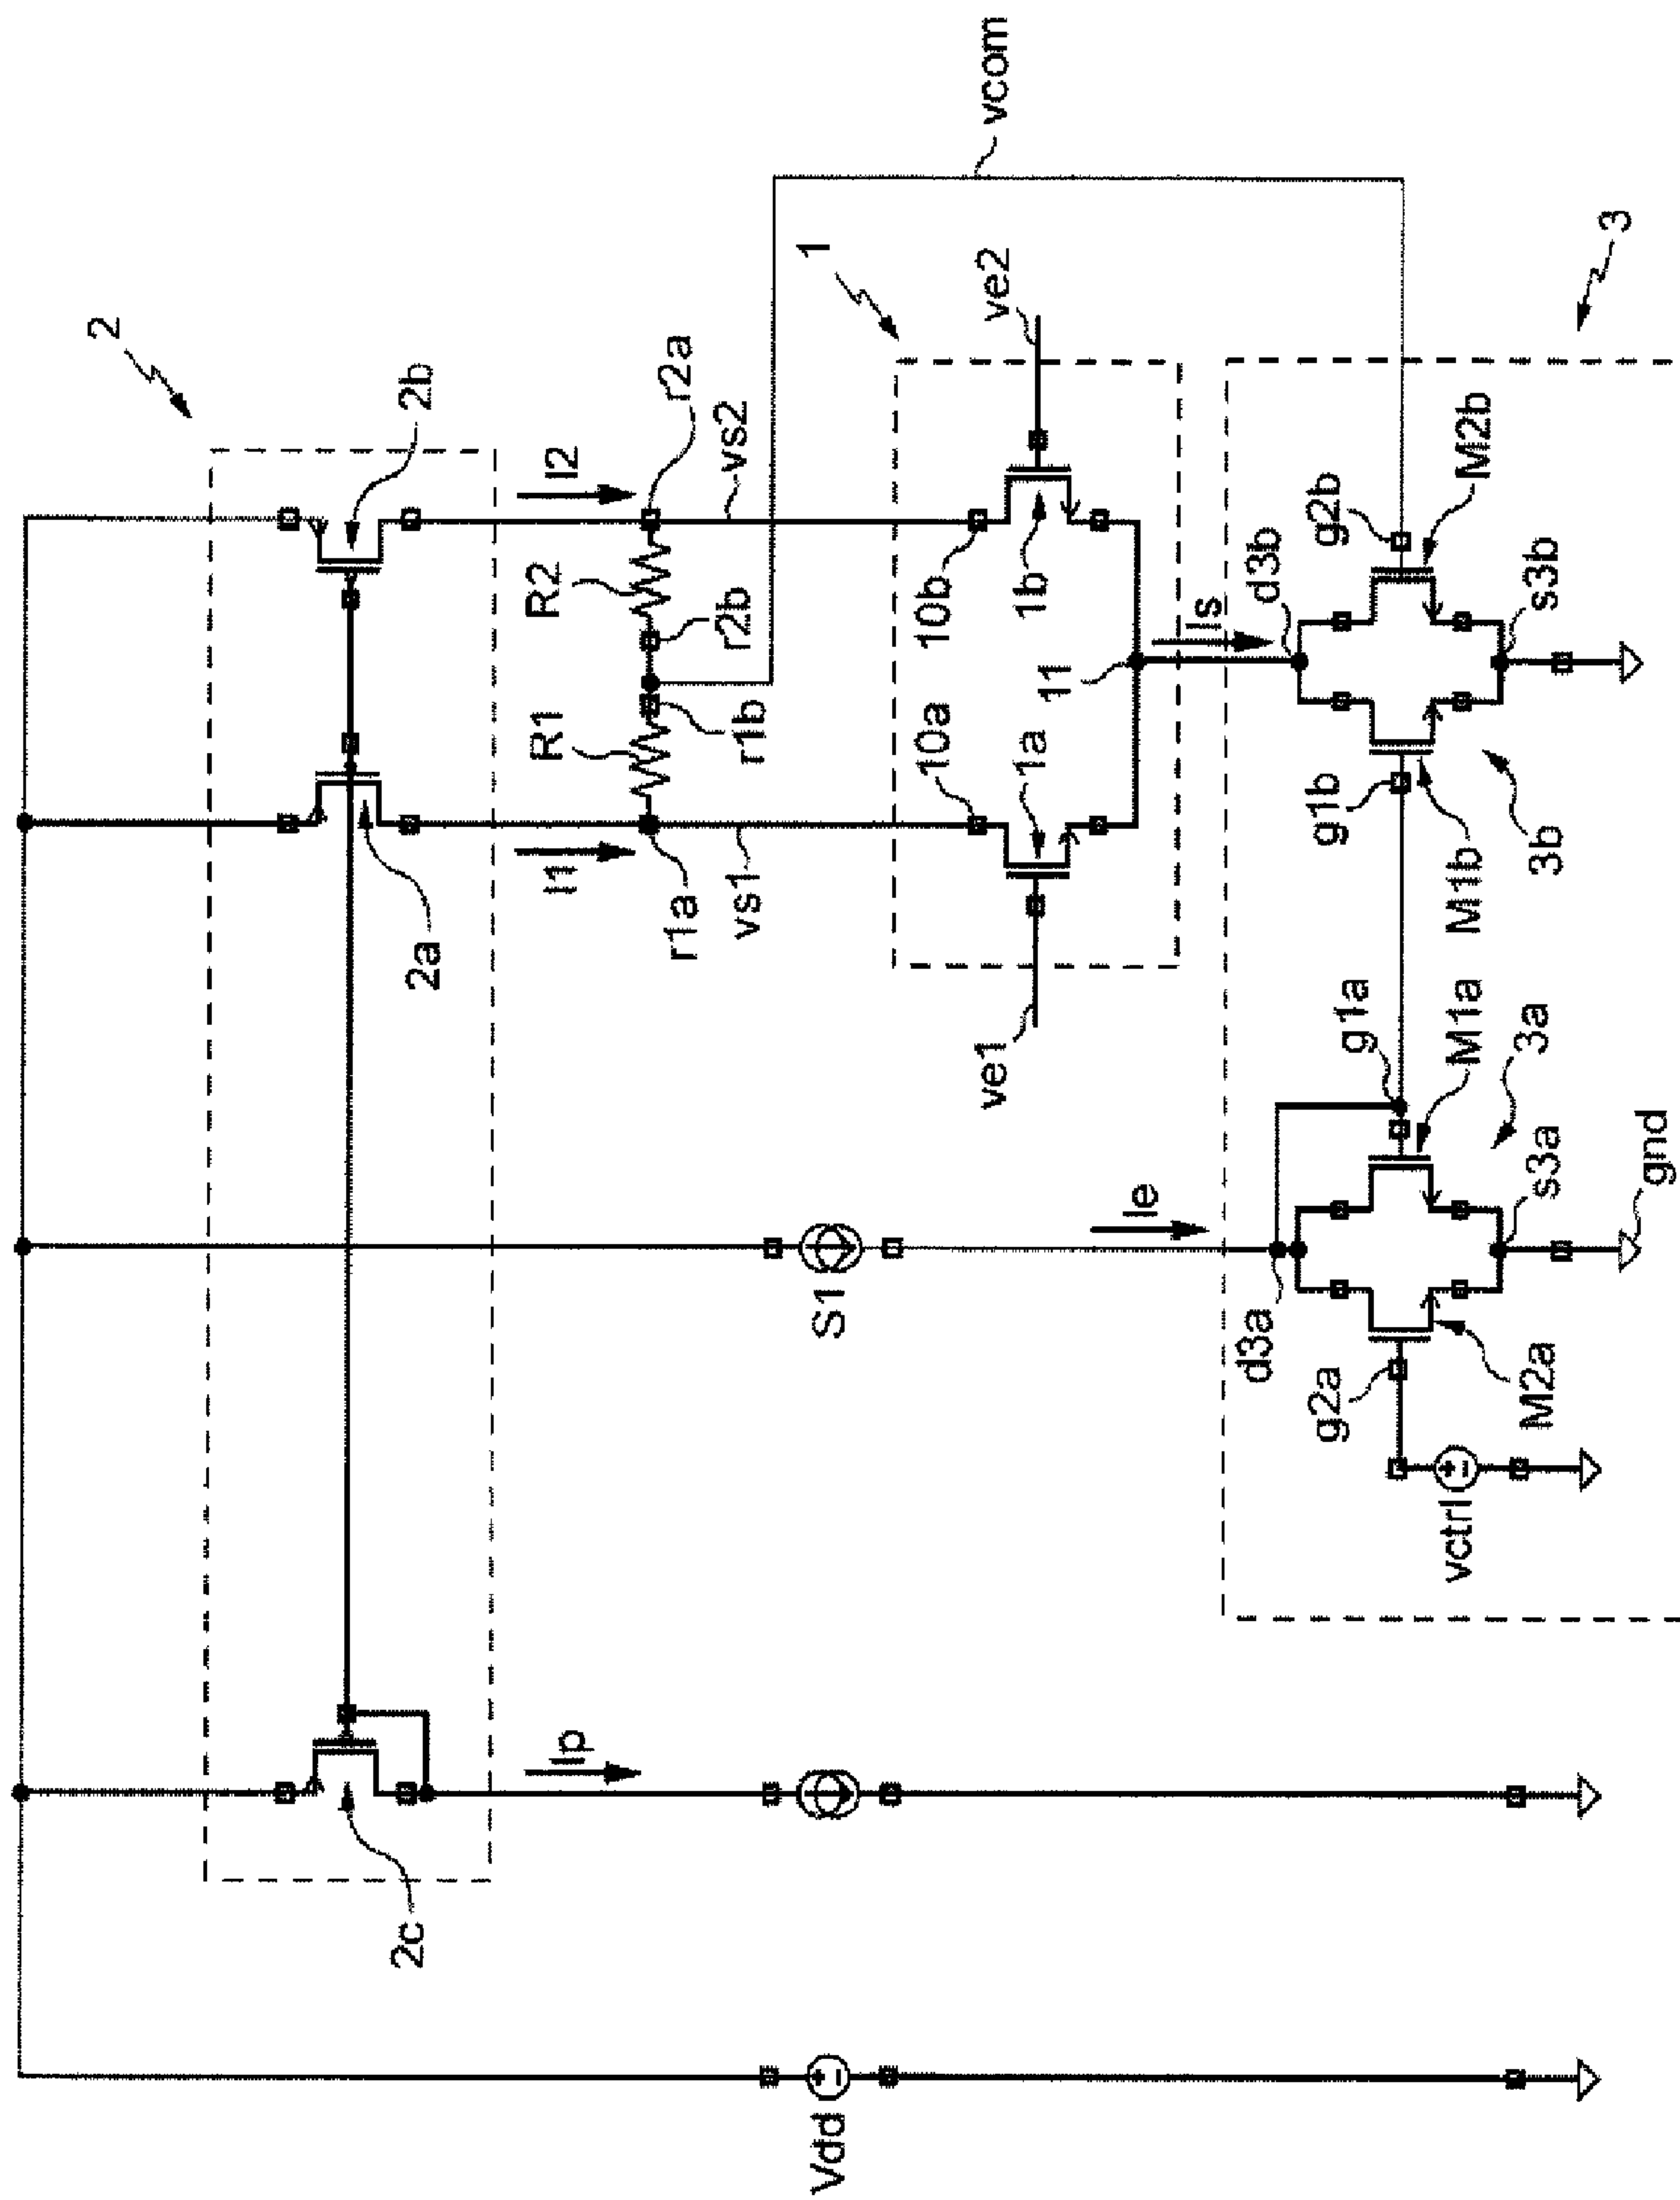 2
2b
2a
2c
I2
I1
Ip
R2
R1
r2a
r2b
r1b
r1a
vs2
vs1
vcom
1
ve2
ve1
10b
10a
1b
1a
11
Is
Ie
S1
Vdd
3
d3b
g2b
M2b
s3b
g1b
M1b
3b
g1a
M1a
3a
s3a
gnd
d3a
g2a
M2a
vctrl